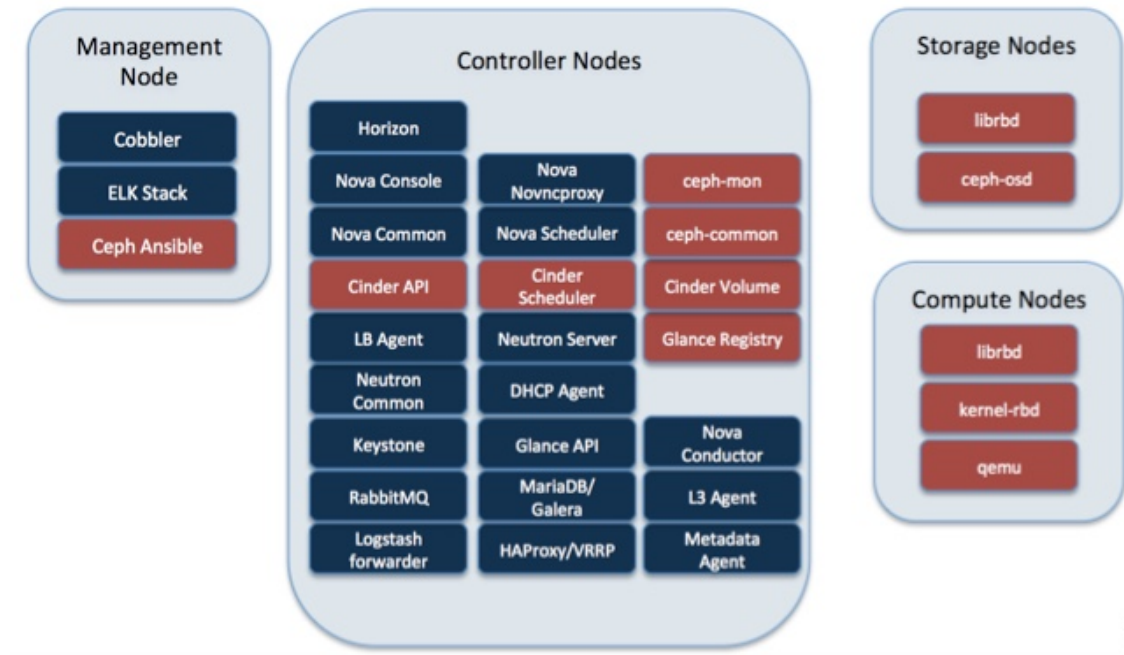 Management
Node
Cobbler
ELK Stack
Ceph Ansible
Controller Nodes
Horizon
Nova Console
Nova
Novncproxy
ceph-mon
Nova Common
Nova Scheduler
ceph-common
Cinder API
Cinder
Scheduler
Cinder Volume
LB Agent
Neutron Server
Glance Registry
Neutron
Common
DHCP Agent
Keystone
Glance API
Nova
Conductor
RabbitMQ
MariaDB/
Galera
L3 Agent
Logstash
forwarder
HAProxy/VRRP
Metadata
Agent
Storage Nodes
librbd
ceph-osd
Compute Nodes
librbd
kernel-rbd
qemu